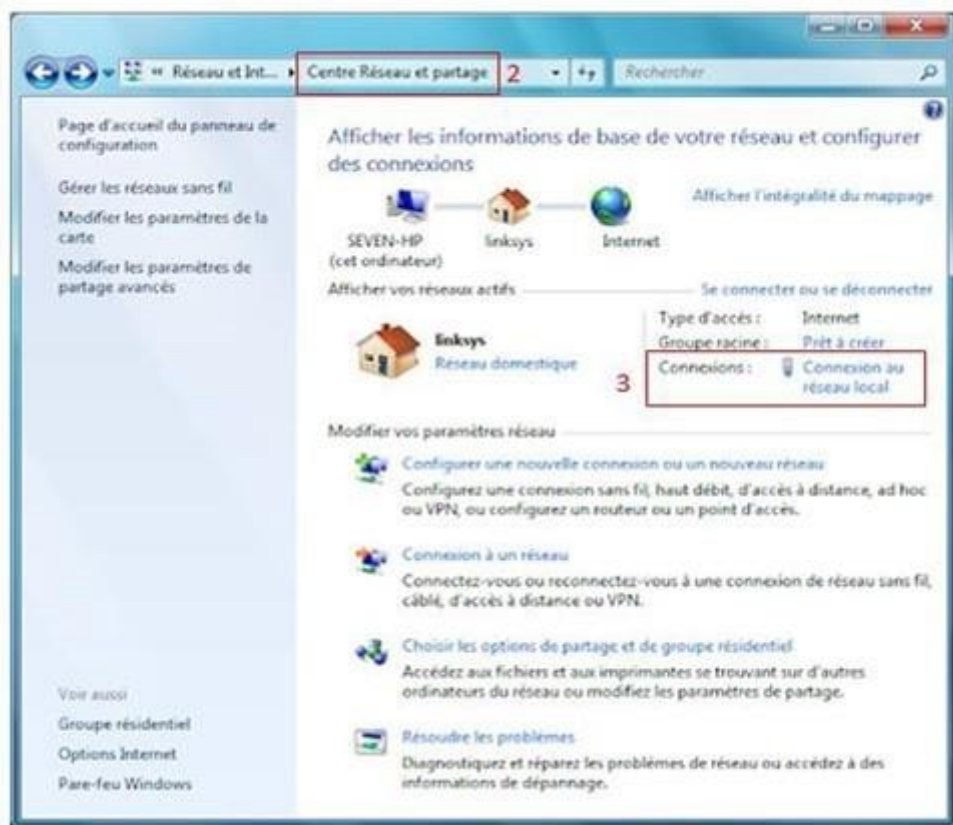 « Réseau et Int... ▸ Centre Réseau et partage 2 Rechercher
Page d'accueil du panneau de
configuration
Gérer les réseaux sans fil
Modifier les paramètres de la
carte
Modifier les paramètres de
partage avancés
Voir aussi
Groupe résidentiel
Options Internet
Pare-feu Windows
Afficher les informations de base de votre réseau et configurer
des connexions
Afficher l'intégralité du mappage
SEVEN-HP linksys Internet
(cet ordinateur)
Afficher vos réseaux actifs Se connecter ou se déconnecter
linksys
Réseau domestique
Type d'accès : Internet
Groupe racine : Prêt à créer
3 Connexions : Connexion au
réseau local
Modifier vos paramètres réseau
Configurer une nouvelle connexion ou un nouveau réseau
Configurez une connexion sans fil, haut débit, d'accès à distance, ad hoc
ou VPN, ou configurez un routeur ou un point d'accès.
Connexion à un réseau
Connectez-vous ou reconnectez-vous à une connexion de réseau sans fil,
câblé, d'accès à distance ou VPN.
Choisir les options de partage et de groupe résidentiel
Accédez aux fichiers et aux imprimantes se trouvant sur d'autres
ordinateurs du réseau ou modifiez les paramètres de partage.
Résoudre les problèmes
Diagnostiquez et réparez les problèmes de réseau ou accédez à des
informations de dépannage.